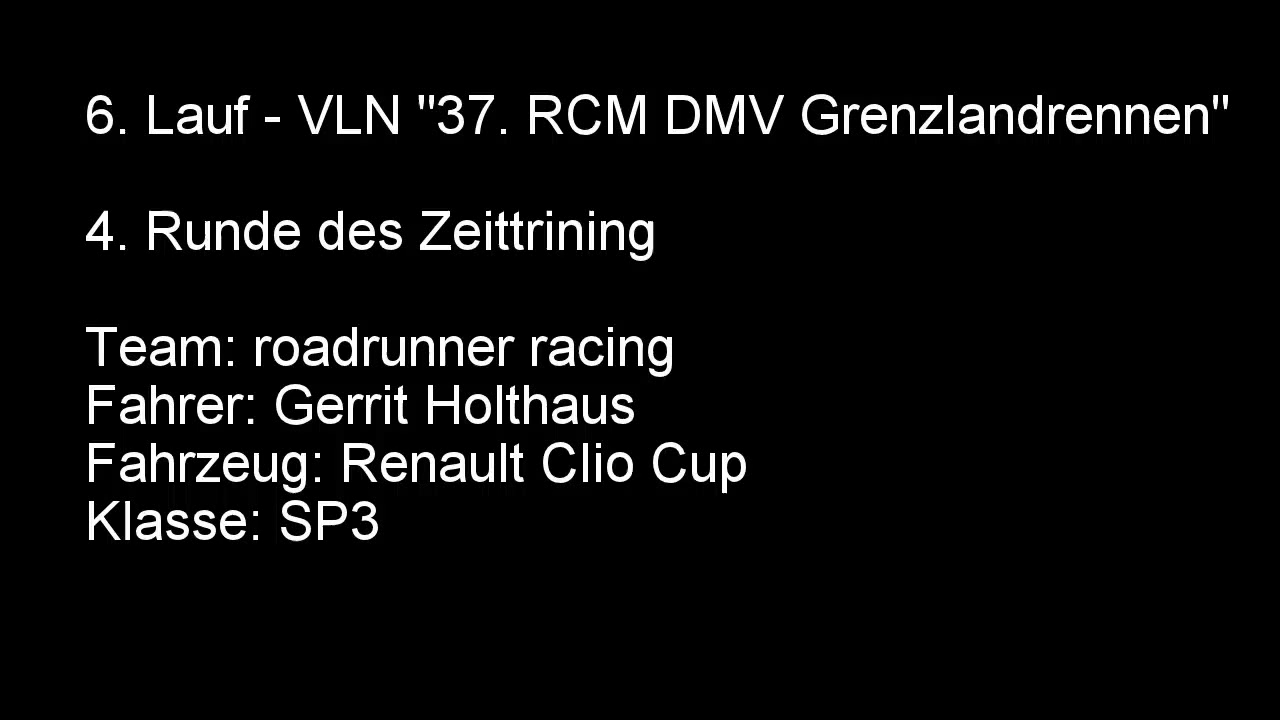 6. Lauf - VLN "37. RCM DMV Grenzlandrennen"
4. Runde des Zeittrining
Team: roadrunner racing
Fahrer: Gerrit Holthaus
Fahrzeug: Renault Clio Cup
Klasse: SP3